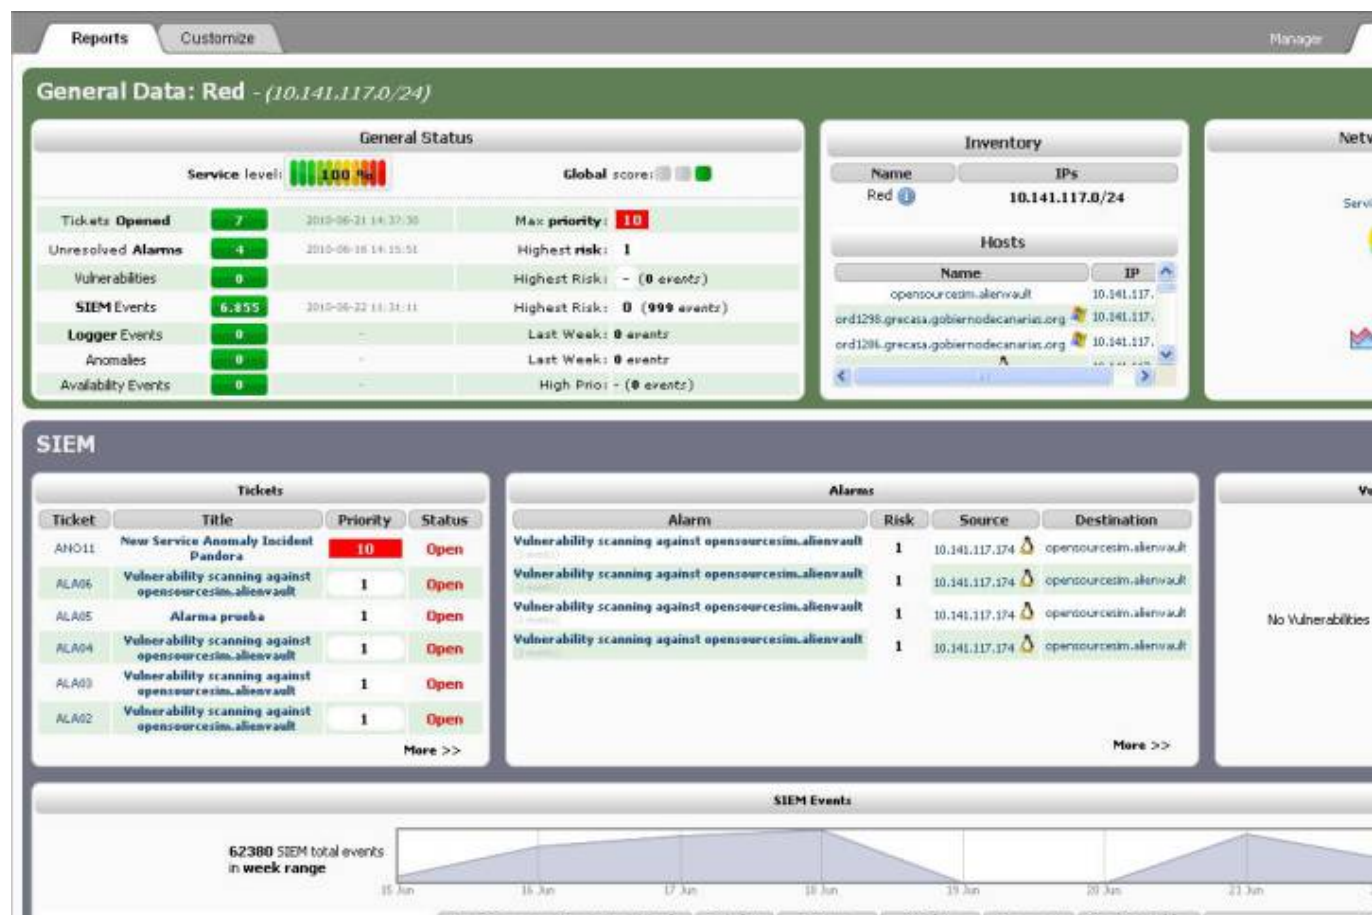 Reports Customize Manager
General Data: Red - (10.141.117.0/24)
General Status
Service level: 100 % Global score:
Tickets Opened 7 2010-06-21 14:37:30 Max priority: 10
Unresolved Alarms 4 2010-06-16 14:15:51 Highest risk: 1
Vulnerabilities 0 Highest Risk: - (0 events)
SIEM Events 6.855 2010-06-22 11:31:11 Highest Risk: 0 (999 events)
Logger Events 0 - Last Week: 0 events
Anomalies 0 - Last Week: 0 events
Availability Events 0 - High Prio: - (0 events)
Inventory
Name IPs
Red 10.141.117.0/24
Hosts
Name IP
opensourcesim.alienvault 10.141.117.
ord1298.grecasa.gobiernodecanarias.org 10.141.117.
ord1286.grecasa.gobiernodecanarias.org 10.141.117.
Netw
Servi
SIEM
Tickets
Ticket Title Priority Status
ANO11 New Service Anomaly Incident Pandora 10 Open
ALA06 Vulnerability scanning against opensourcesim.alienvault 1 Open
ALA05 Alarma prueba 1 Open
ALA04 Vulnerability scanning against opensourcesim.alienvault 1 Open
ALA03 Vulnerability scanning against opensourcesim.alienvault 1 Open
ALA02 Vulnerability scanning against opensourcesim.alienvault 1 Open
More >>
Alarms
Alarm Risk Source Destination
Vulnerability scanning against opensourcesim.alienvault 1 10.141.117.174 opensourcesim.alienvault
Vulnerability scanning against opensourcesim.alienvault 1 10.141.117.174 opensourcesim.alienvault
Vulnerability scanning against opensourcesim.alienvault 1 10.141.117.174 opensourcesim.alienvault
Vulnerability scanning against opensourcesim.alienvault 1 10.141.117.174 opensourcesim.alienvault
More >>
Vu
No Vulnerabilities
SIEM Events
62380 SIEM total events
in week range
15 Jun 16 Jun 17 Jun 18 Jun 19 Jun 20 Jun 21 Jun